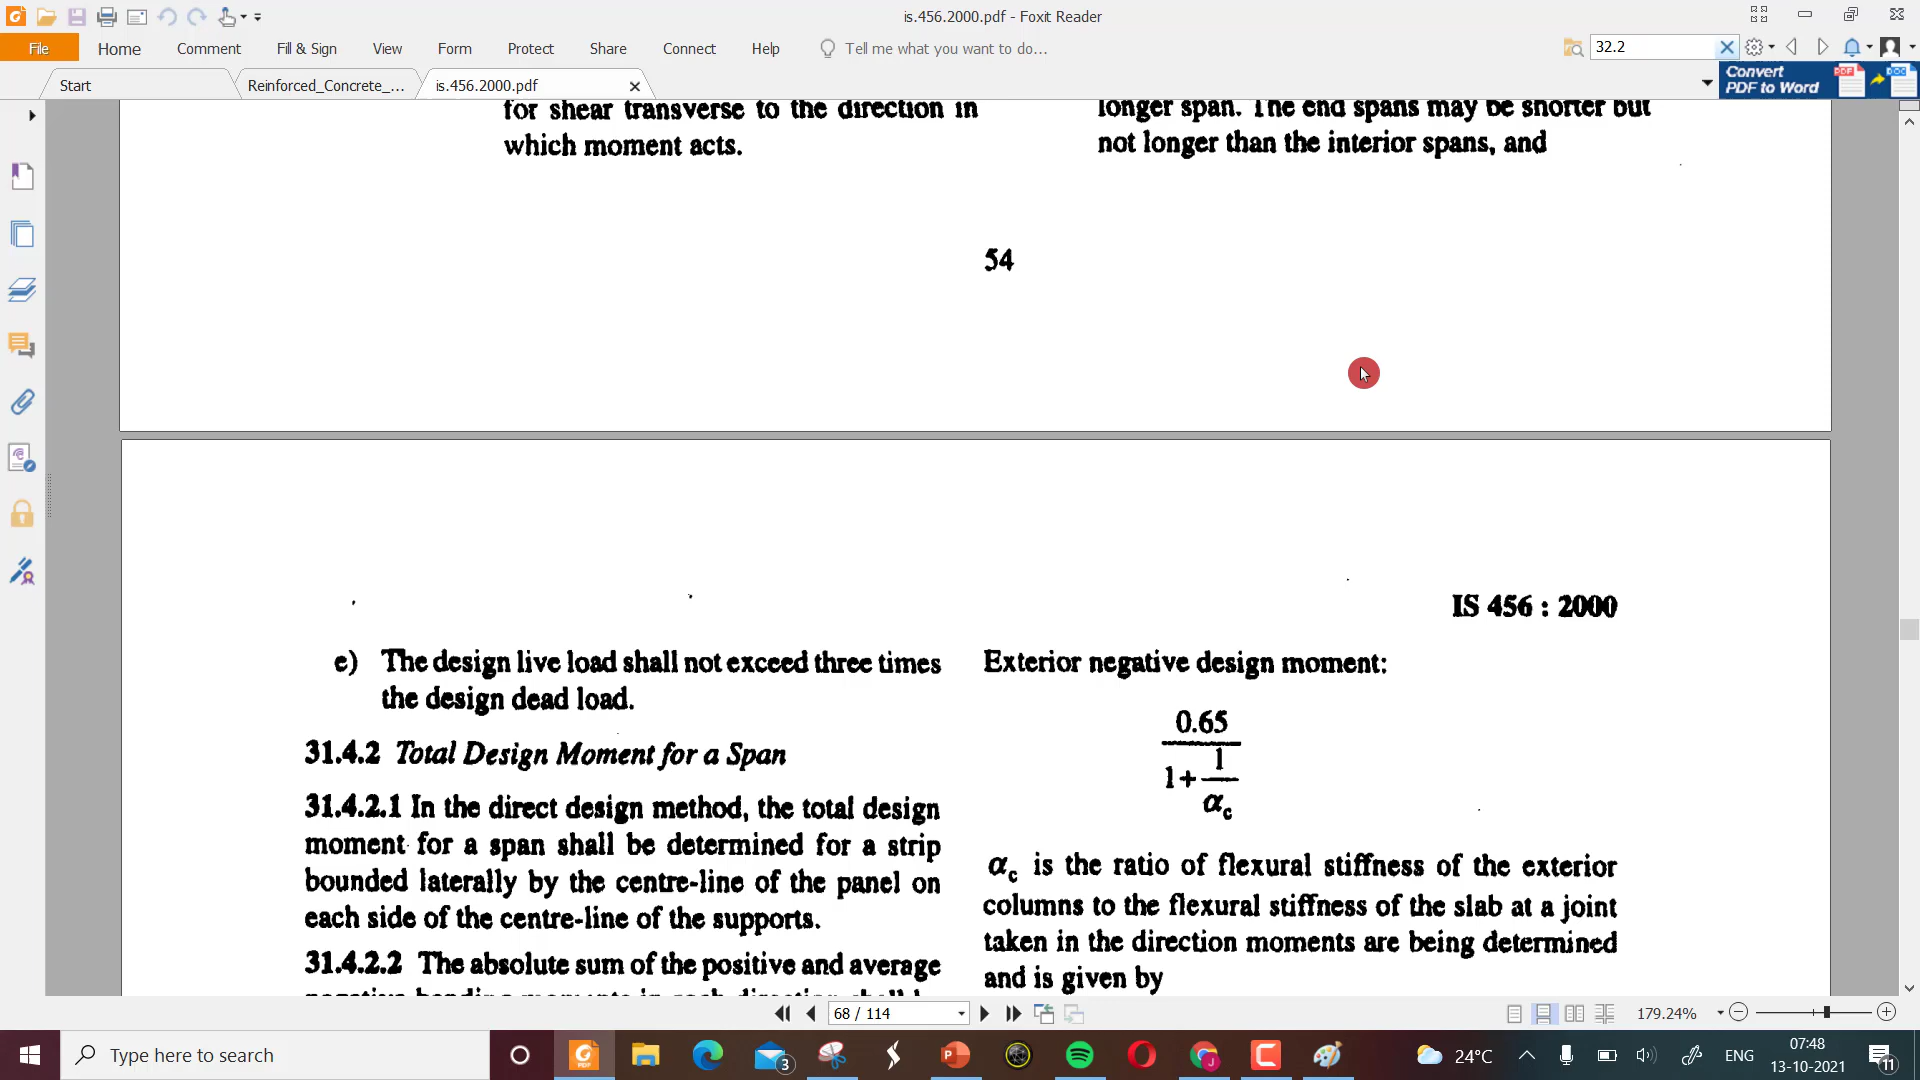 is.456.2000.pdf - Foxit Reader
File Home Comment Fill & Sign View Form Protect Share Connect Help Tell me what you want to do...
32.2
Start
Reinforced_Concrete_...
is.456.2000.pdf
Convert
PDF to Word
for shear transverse to the direction in
which moment acts.
longer span. The end spans may be shorter but
not longer than the interior spans, and
54
IS 456 : 2000
e) The design live load shall not exceed three times
the design dead load.
31.4.2 Total Design Moment for a Span
31.4.2.1 In the direct design method, the total design
moment for a span shall be determined for a strip
bounded laterally by the centre-line of the panel on
each side of the centre-line of the supports.
31.4.2.2 The absolute sum of the positive and average
Exterior negative design moment:
0.65
1+ 1
αc
αc is the ratio of flexural stiffness of the exterior
columns to the flexural stiffness of the slab at a joint
taken in the direction moments are being determined
and is given by
68 / 114
179.24%
Type here to search
3
24°C
ENG
07:48
13-10-2021
11